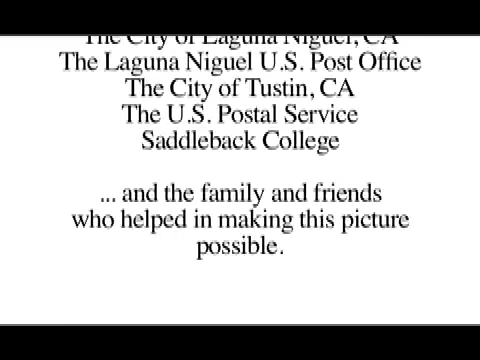 The City of Laguna Niguel, CA
The Laguna Niguel U.S. Post Office
The City of Tustin, CA
The U.S. Postal Service
Saddleback College
... and the family and friends
who helped in making this picture
possible.